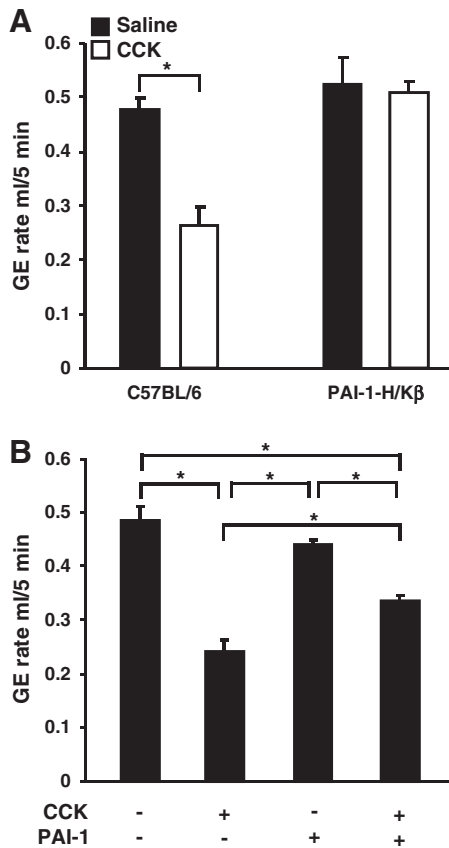 A
Saline
CCK
GE rate ml/5 min
0.6
0.5
0.4
0.3
0.2
0.1
0
*
C57BL/6
PAI-1-H/Kβ
B
GE rate ml/5 min
0.6
0.5
0.4
0.3
0.2
0.1
0
*
* * *
*
CCK - + - +
PAI-1 - - + +